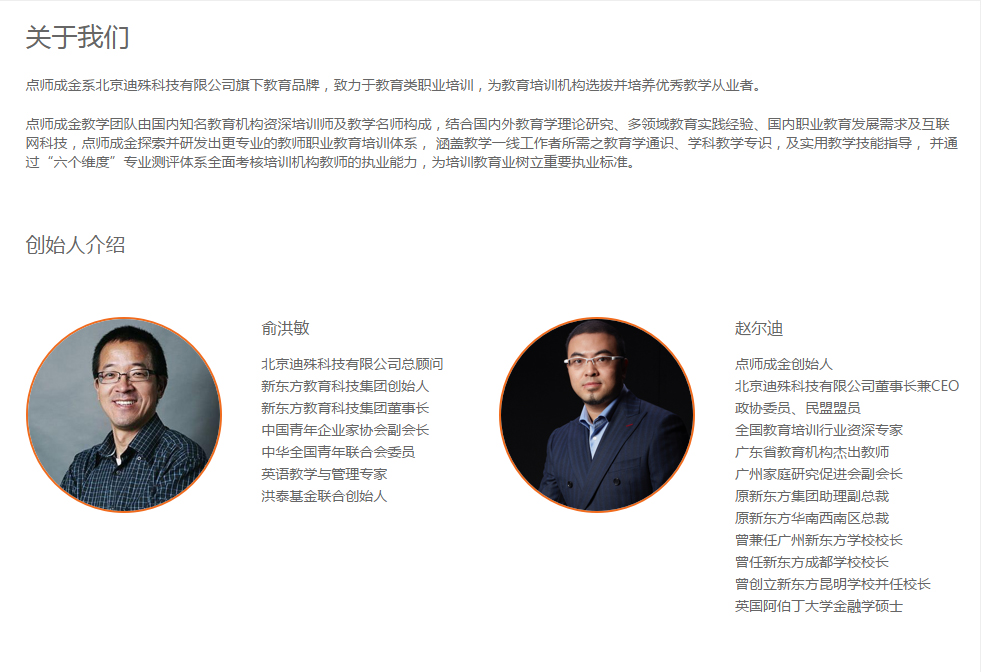 关于我们
点师成金系北京迪殊科技有限公司旗下教育品牌，致力于教育类职业培训，为教育培训机构选拔并培养优秀教学从业者。
点师成金教学团队由国内知名教育机构资深培训师及教学名师构成，结合国内外教育学理论研究、多领域教育实践经验、国内职业教育发展需求及互联
网科技，点师成金探索并研发出更专业的教师职业教育培训体系， 涵盖教学一线工作者所需之教育学通识、学科教学专识，及实用教学技能指导， 并通
过“六个维度”专业测评体系全面考核培训机构教师的执业能力，为培训教育业树立重要执业标准。
创始人介绍
俞洪敏
北京迪殊科技有限公司总顾问
新东方教育科技集团创始人
新东方教育科技集团董事长
中国青年企业家协会副会长
中华全国青年联合会委员
英语教学与管理专家
洪泰基金联合创始人
赵尔迪
点师成金创始人
北京迪殊科技有限公司董事长兼CEO
政协委员、民盟盟员
全国教育培训行业资深专家
广东省教育机构杰出教师
广州家庭研究促进会副会长
原新东方集团助理副总裁
原新东方华南西南区总裁
曾兼任广州新东方学校校长
曾任新东方成都学校校长
曾创立新东方昆明学校并任校长
英国阿伯丁大学金融学硕士